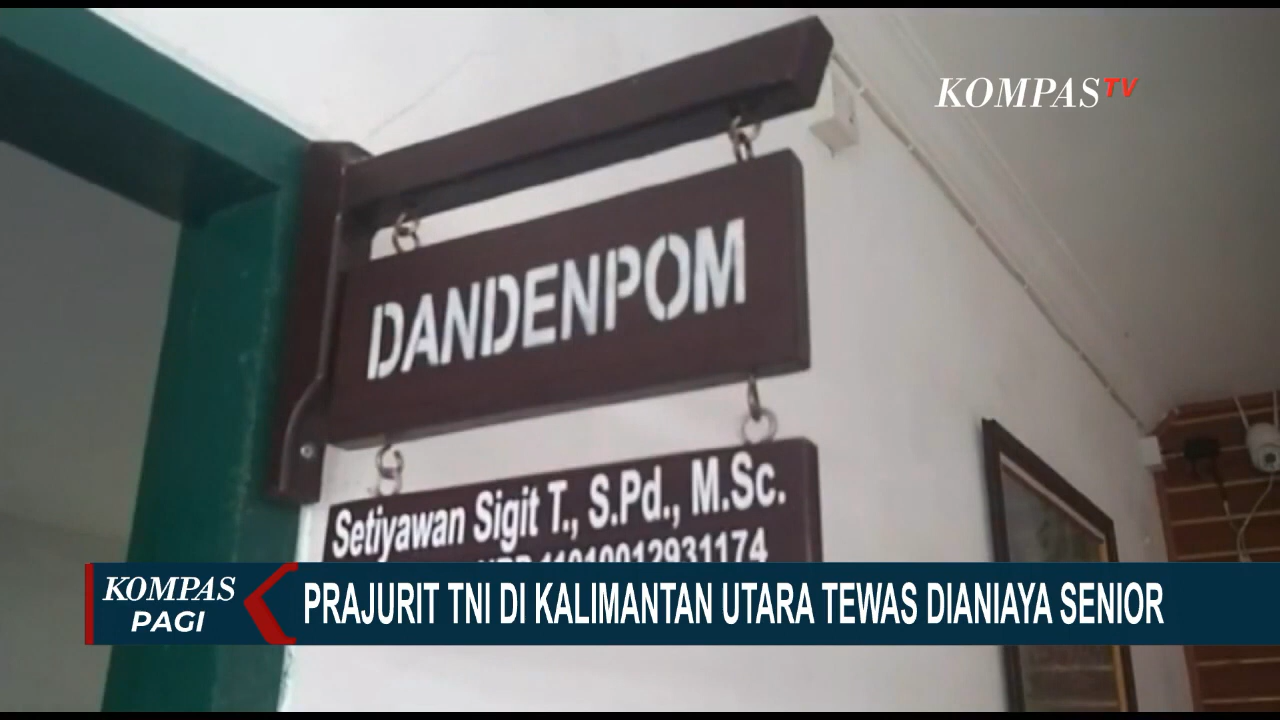 KOMPASTV
DANDENPOM
Setiyawan Sigit T., S.Pd., M.Sc.
KOMPAS
PAGI
PRAJURIT TNI DI KALIMANTAN UTARA TEWAS DIANIAYA SENIOR